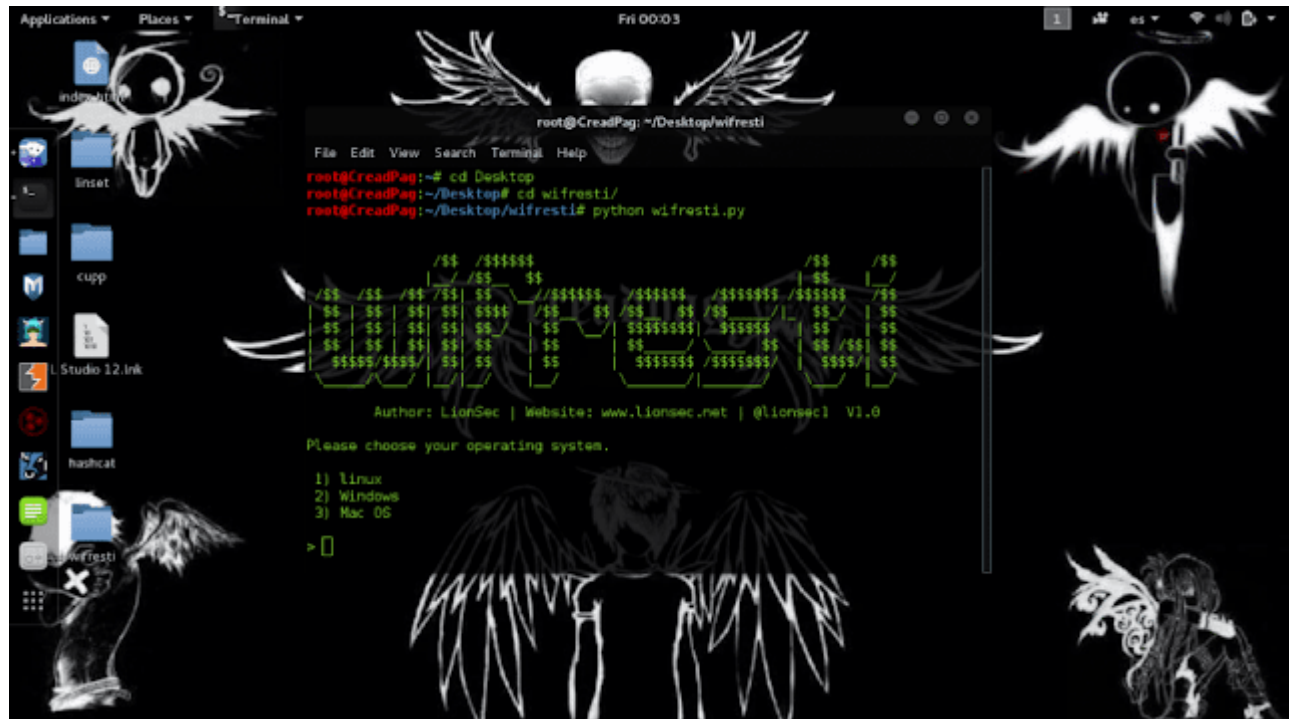 Applications Places Terminal Fri 00:03 1 es
linset
cupp
L Studio 12.lnk
hashcat
wifresti
root@CreadPag: ~/Desktop/wifresti
File Edit View Search Terminal Help
root@CreadPag:~# cd Desktop
root@CreadPag:~/Desktop# cd wifresti/
root@CreadPag:~/Desktop/wifresti# python wifresti.py
wifresti
Author: LionSec | Website: www.lionsec.net | @lionsec1 V1.0
Please choose your operating system.
1) linux
2) Windows
3) Mac OS
>